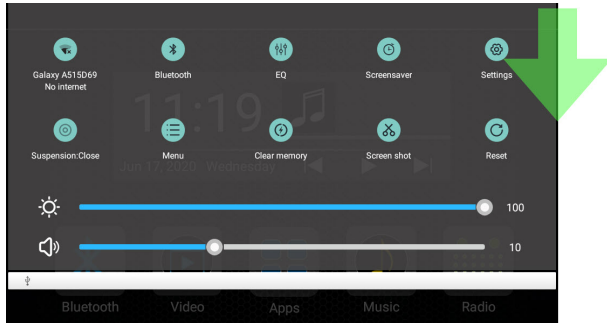 Galaxy A515D69
No internet
Bluetooth
EQ
Screensaver
Settings
11:19
Suspension:Close
Menu
Clear memory
Screen shot
Reset
Jun 17, 2020 Wednesday
100
10
Bluetooth
Video
Apps
Music
Radio